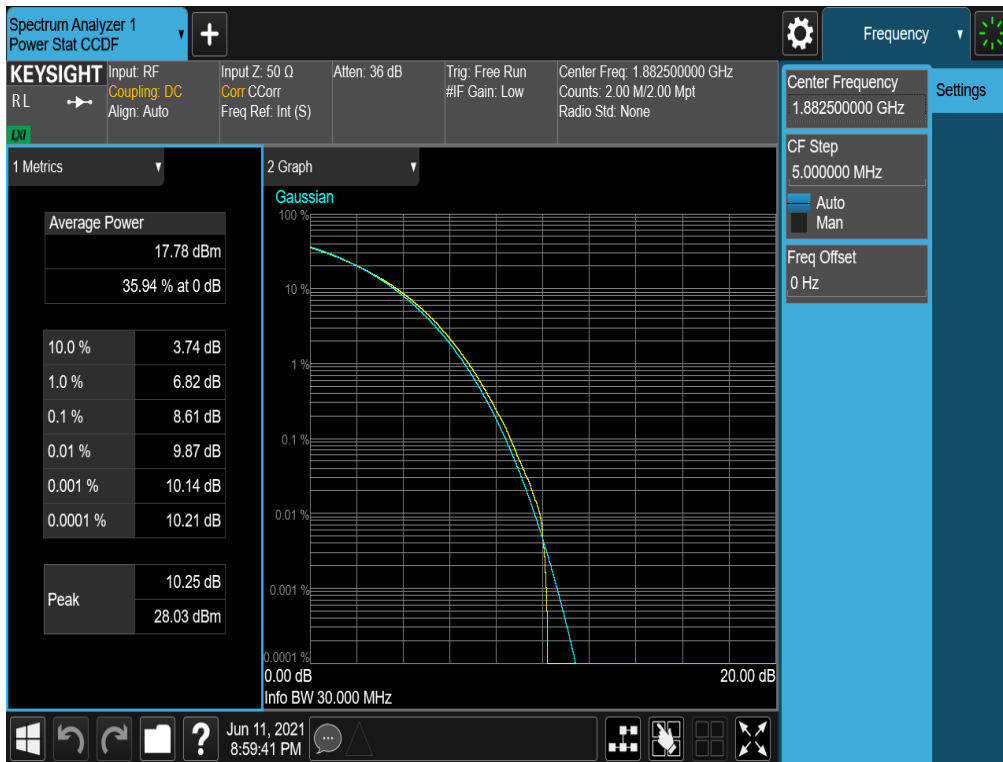 Spectrum Analyzer 1
Power Stat CCDF
+
Frequency
KEYSIGHT
RL
LXI
Input: RF
Coupling: DC
Align: Auto
Input Z: 50 Ω
Corr CCorr
Freq Ref: Int (S)
Atten: 36 dB
Trig: Free Run
#IF Gain: Low
Center Freq: 1.882500000 GHz
Counts: 2.00 M/2.00 Mpt
Radio Std: None
Center Frequency
1.882500000 GHz
Settings
CF Step
5.000000 MHz
Auto
Man
Freq Offset
0 Hz
1 Metrics
Average Power
17.78 dBm
35.94 % at 0 dB
10.0 % 3.74 dB
1.0 % 6.82 dB
0.1 % 8.61 dB
0.01 % 9.87 dB
0.001 % 10.14 dB
0.0001 % 10.21 dB
Peak
10.25 dB
28.03 dBm
2 Graph
Gaussian
100 %
10 %
1 %
0.1 %
0.01 %
0.001 %
0.0001 %
0.00 dB 20.00 dB
Info BW 30.000 MHz
?
Jun 11, 2021
8:59:41 PM